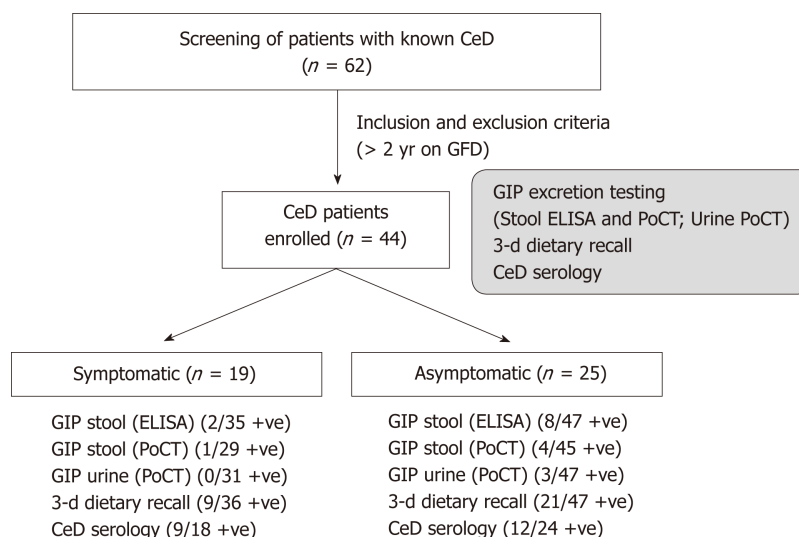 Screening of patients with known CeD
(n = 62)
Inclusion and exclusion criteria
(> 2 yr on GFD)
GIP excretion testing
(Stool ELISA and PoCT; Urine PoCT)
3-d dietary recall
CeD serology
CeD patients
enrolled (n = 44)
Symptomatic (n = 19)
GIP stool (ELISA) (2/35 +ve)
GIP stool (PoCT) (1/29 +ve)
GIP urine (PoCT) (0/31 +ve)
3-d dietary recall (9/36 +ve)
CeD serology (9/18 +ve)
Asymptomatic (n = 25)
GIP stool (ELISA) (8/47 +ve)
GIP stool (PoCT) (4/45 +ve)
GIP urine (PoCT) (3/47 +ve)
3-d dietary recall (21/47 +ve)
CeD serology (12/24 +ve)